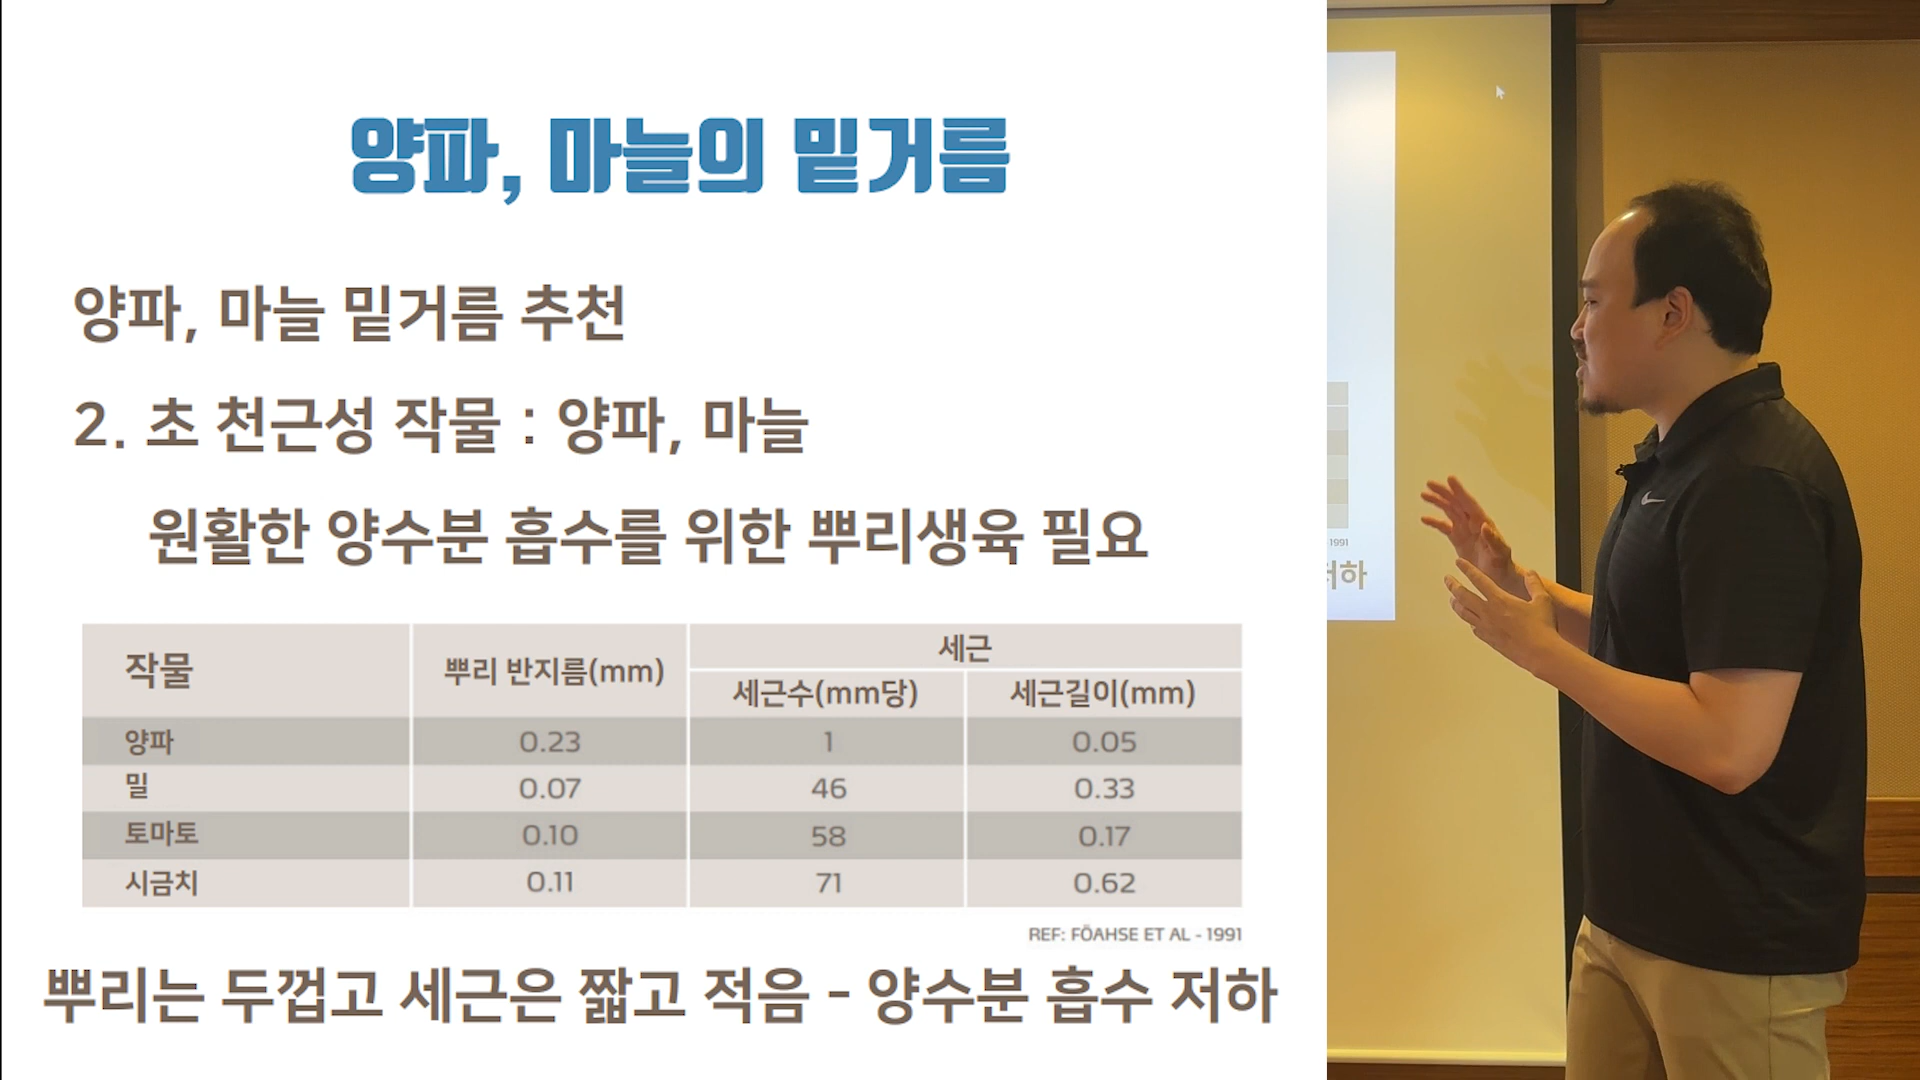 양파, 마늘의 밑거름
양파, 마늘 밑거름 추천
2. 초 천근성 작물 : 양파, 마늘
원활한 양수분 흡수를 위한 뿌리생육 필요
작물 뿌리 반지름(mm) 세근
세근수(mm당) 세근길이(mm)
양파 0.23 1 0.05
밀 0.07 46 0.33
토마토 0.10 58 0.17
시금치 0.11 71 0.62
REF: FÖAHSE ET AL - 1991
뿌리는 두껍고 세근은 짧고 적음 - 양수분 흡수 저하
1991
저하